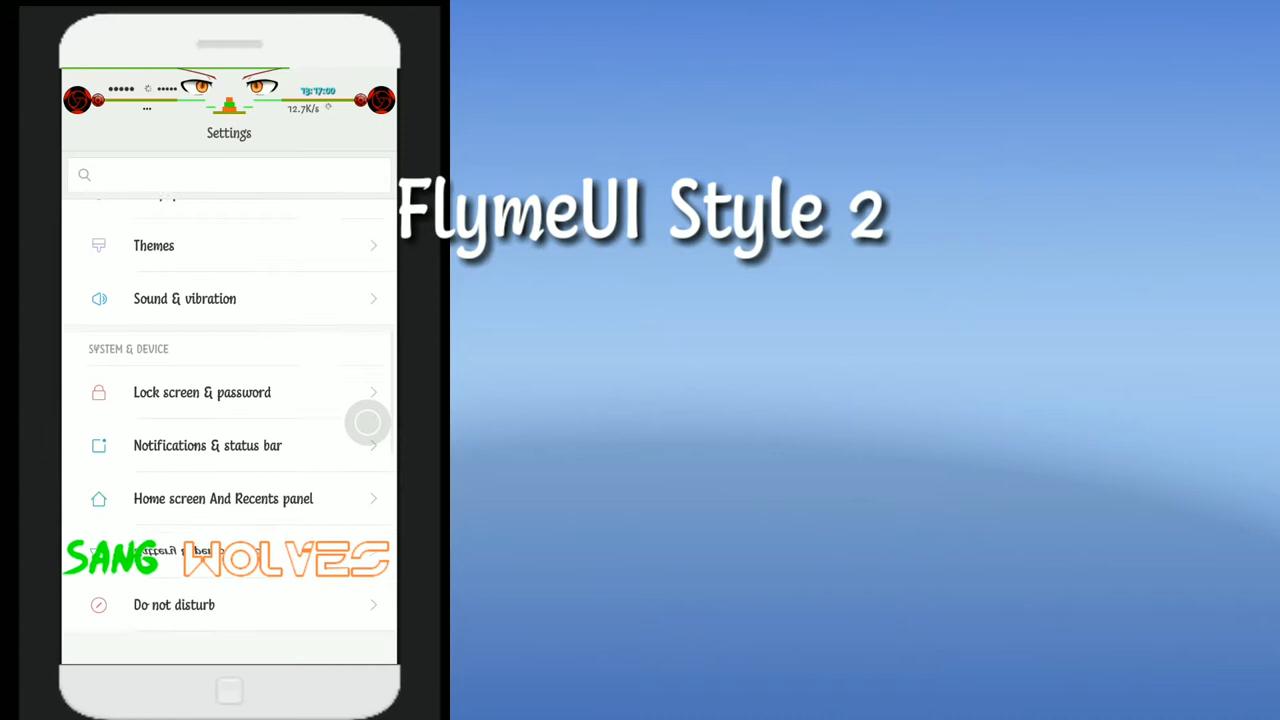 13:17:00
12.7K/s
Settings
Themes
FlymeUI Style 2
Sound & vibration
SYSTEM & DEVICE
Lock screen & password
Notifications & status bar
Home screen And Recents panel
SANG WOLVES
Do not disturb